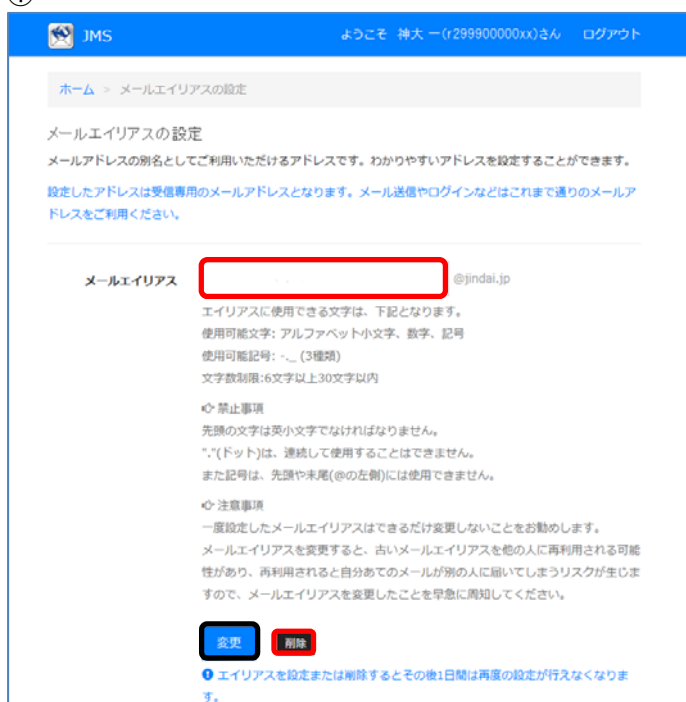 JMS ようこそ 神大 一(r299900000xx)さん ログアウト
ホーム > メールエイリアスの設定
メールエイリアスの設定
メールアドレスの別名としてご利用いただけるアドレスです。わかりやすいアドレスを設定することができます。
設定したアドレスは受信専用のメールアドレスとなります。メール送信やログインなどはこれまで通りのメールア
ドレスをご利用ください。
メールエイリアス @jindai.jp
エイリアスに使用できる文字は、下記となります。
使用可能文字: アルファベット小文字、数字、記号
使用可能記号: -._ (3種類)
文字数制限:6文字以上30文字以内
禁止事項
先頭の文字は英小文字でなければなりません。
"."(ドット)は、連続して使用することはできません。
また記号は、先頭や末尾(@の左側)には使用できません。
注意事項
一度設定したメールエイリアスはできるだけ変更しないことをお勧めします。
メールエイリアスを変更すると、古いメールエイリアスを他の人に再利用される可能
性があり、再利用されると自分あてのメールが別の人に届いてしまうリスクが生じま
すので、メールエイリアスを変更したことを早急に周知してください。
変更 削除
エイリアスを設定または削除するとその後1日間は再度の設定が行えなくなりま
す。